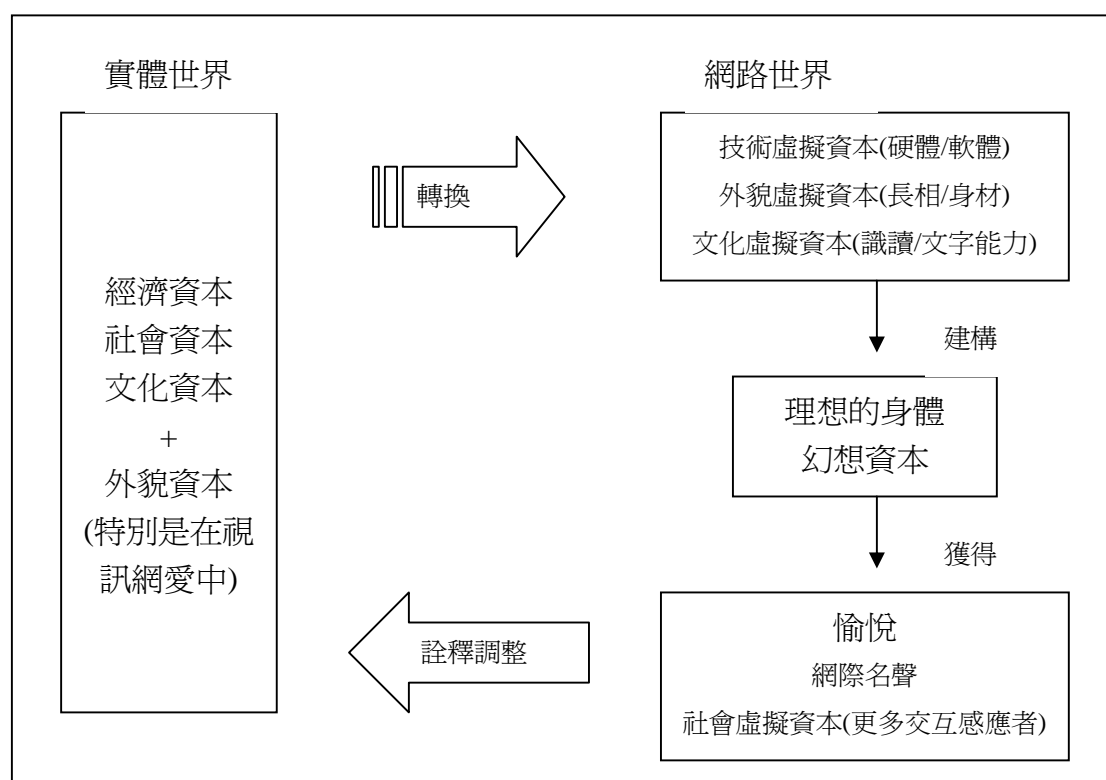 實體世界
經濟資本
社會資本
文化資本
+
外貌資本
(特別是在視
訊網愛中)
轉換
網路世界
技術虛擬資本(硬體/軟體)
外貌虛擬資本(長相/身材)
文化虛擬資本(識讀/文字能力)
建構
理想的身體
幻想資本
獲得
愉悅
網際名聲
社會虛擬資本(更多交互感應者)
詮釋調整